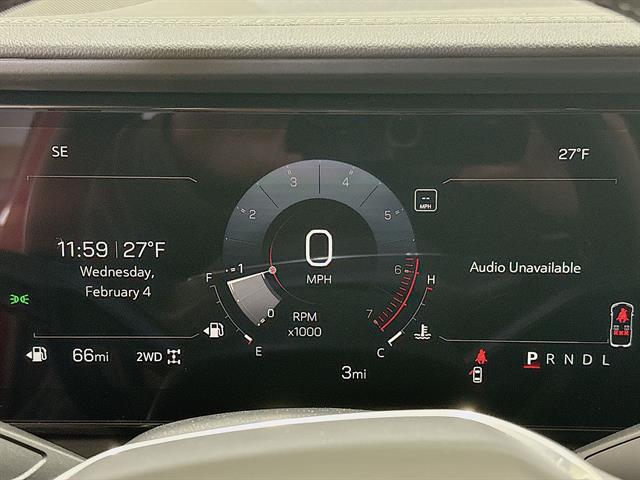 SE
27°F
3
4
2
5
--
MPH
11:59 | 27°F
Wednesday,
February 4
0
MPH
1
6
F
H
Audio Unavailable
0
RPM
x1000
7
E
C
66mi
2WD
3mi
P R N D L